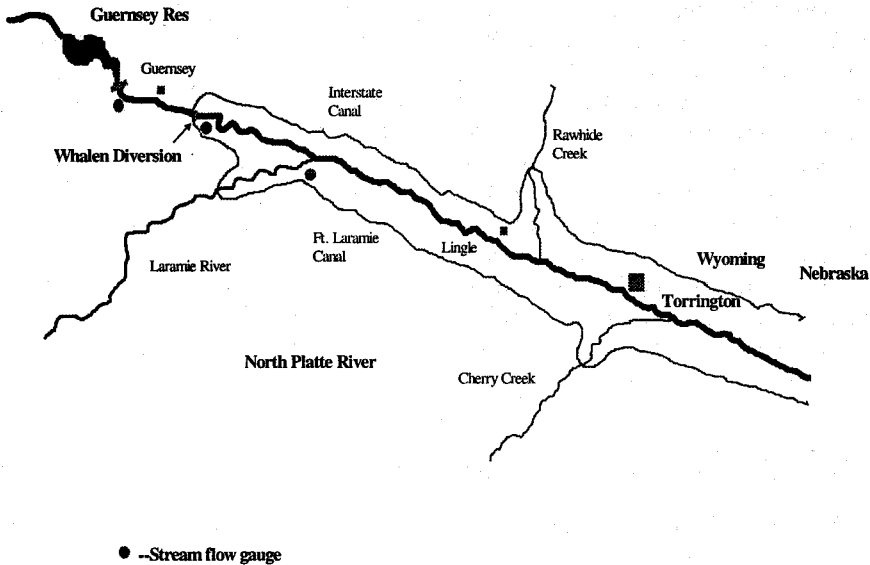 Guernsey Res
Guernsey
Interstate
Canal
Rawhide
Creek
Whalen Diversion
Ft. Laramie
Canal
Lingle
Laramie River
Wyoming
Nebraska
Torrington
North Platte River
Cherry Creek
--Stream flow gauge